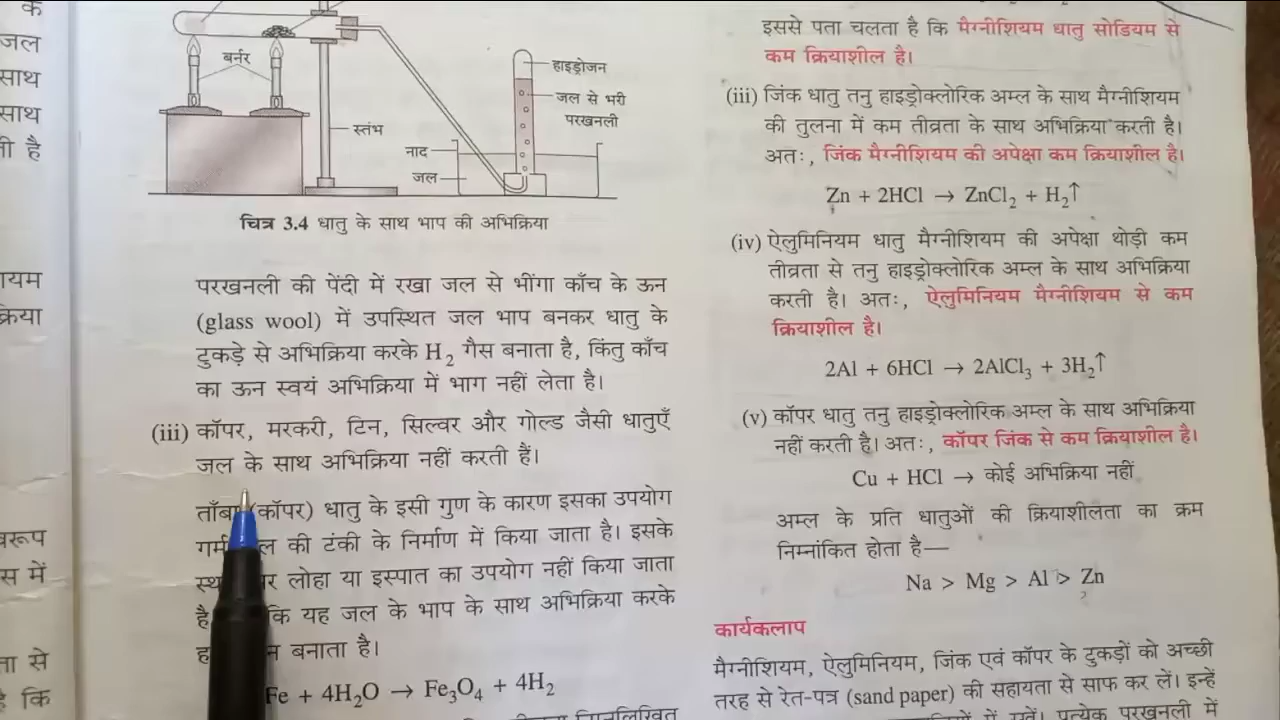 के
जल
साथ
साथ
ती है
बर्नर
स्तंभ
नाद
जल
हाइड्रोजन
जल से भरी
परखनली
चित्र 3.4 धातु के साथ भाप की अभिक्रिया
परखनली की पेंदी में रखा जल से भींगा काँच के ऊन
(glass wool) में उपस्थित जल भाप बनकर धातु के
टुकड़े से अभिक्रिया करके H₂ गैस बनाता है, किंतु काँच
का ऊन स्वयं अभिक्रिया में भाग नहीं लेता है।
(iii) कॉपर, मरकरी, टिन, सिल्वर और गोल्ड जैसी धातुएँ
जल के साथ अभिक्रिया नहीं करती हैं।
ताँबा (कॉपर) धातु के इसी गुण के कारण इसका उपयोग
की टंकी के निर्माण में किया जाता है। इसके
लोहा या इस्पात का उपयोग नहीं किया जाता
यह जल के भाप के साथ अभिक्रिया करके
बनाता है।
Fe + 4H₂O → Fe₃O₄ + 4H₂
इससे पता चलता है कि मैग्नीशियम धातु सोडियम से
कम क्रियाशील है।
(iii) जिंक धातु तनु हाइड्रोक्लोरिक अम्ल के साथ मैग्नीशियम
की तुलना में कम तीव्रता के साथ अभिक्रिया करती है।
अतः, जिंक मैग्नीशियम की अपेक्षा कम क्रियाशील है।
Zn + 2HCl → ZnCl₂ + H₂↑
(iv) ऐलुमिनियम धातु मैग्नीशियम की अपेक्षा थोड़ी कम
तीव्रता से तनु हाइड्रोक्लोरिक अम्ल के साथ अभिक्रिया
करती है। अतः, ऐलुमिनियम मैग्नीशियम से कम
क्रियाशील है।
2Al + 6HCl → 2AlCl₃ + 3H₂↑
(v) कॉपर धातु तनु हाइड्रोक्लोरिक अम्ल के साथ अभिक्रिया
नहीं करती है। अतः, कॉपर जिंक से कम क्रियाशील है।
Cu + HCl → कोई अभिक्रिया नहीं
अम्ल के प्रति धातुओं की क्रियाशीलता का क्रम
निम्नांकित होता है—
Na > Mg > Al > Zn
कार्यकलाप
मैग्नीशियम, ऐलुमिनियम, जिंक एवं कॉपर के टुकड़ों को अच्छी
तरह से रेत-पत्र (sand paper) की सहायता से साफ कर लें। इन्हें
में रखें। प्रत्येक परखनली में